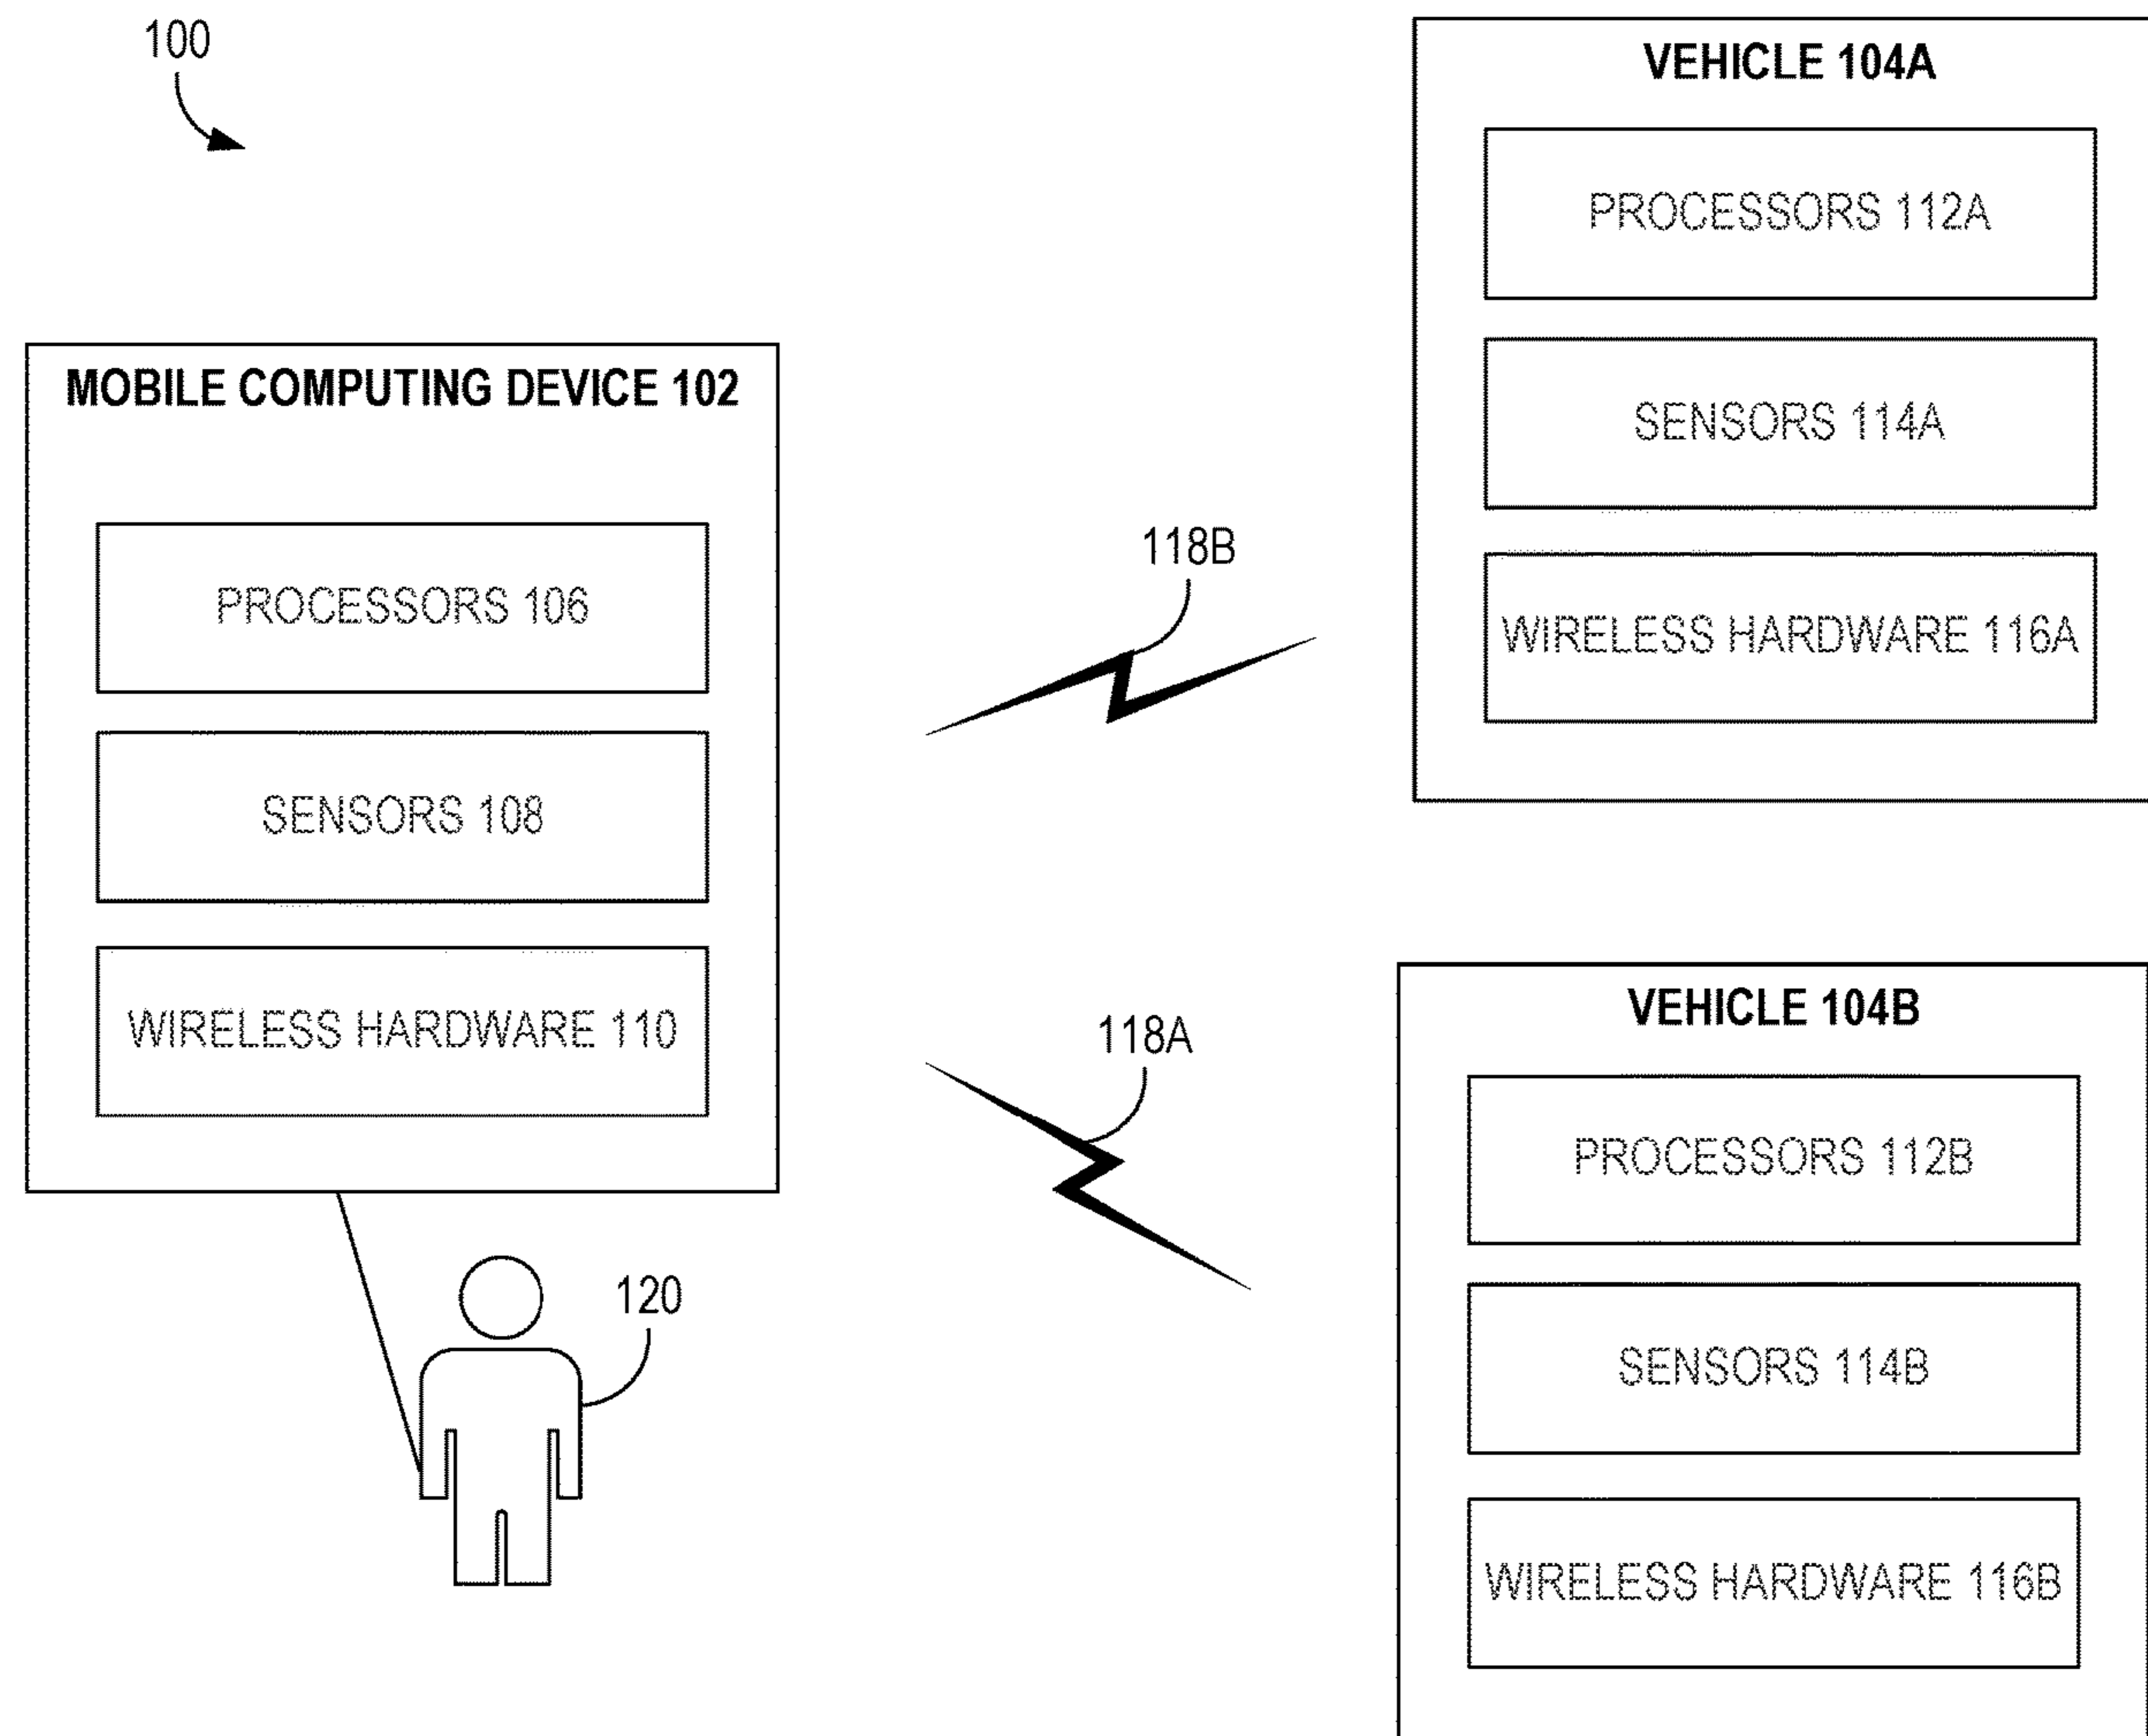 100
VEHICLE 104A
PROCESSORS 112A
SENSORS 114A
WIRELESS HARDWARE 116A
MOBILE COMPUTING DEVICE 102
PROCESSORS 106
SENSORS 108
WIRELESS HARDWARE 110
118B
118A
120
VEHICLE 104B
PROCESSORS 112B
SENSORS 114B
WIRELESS HARDWARE 116B